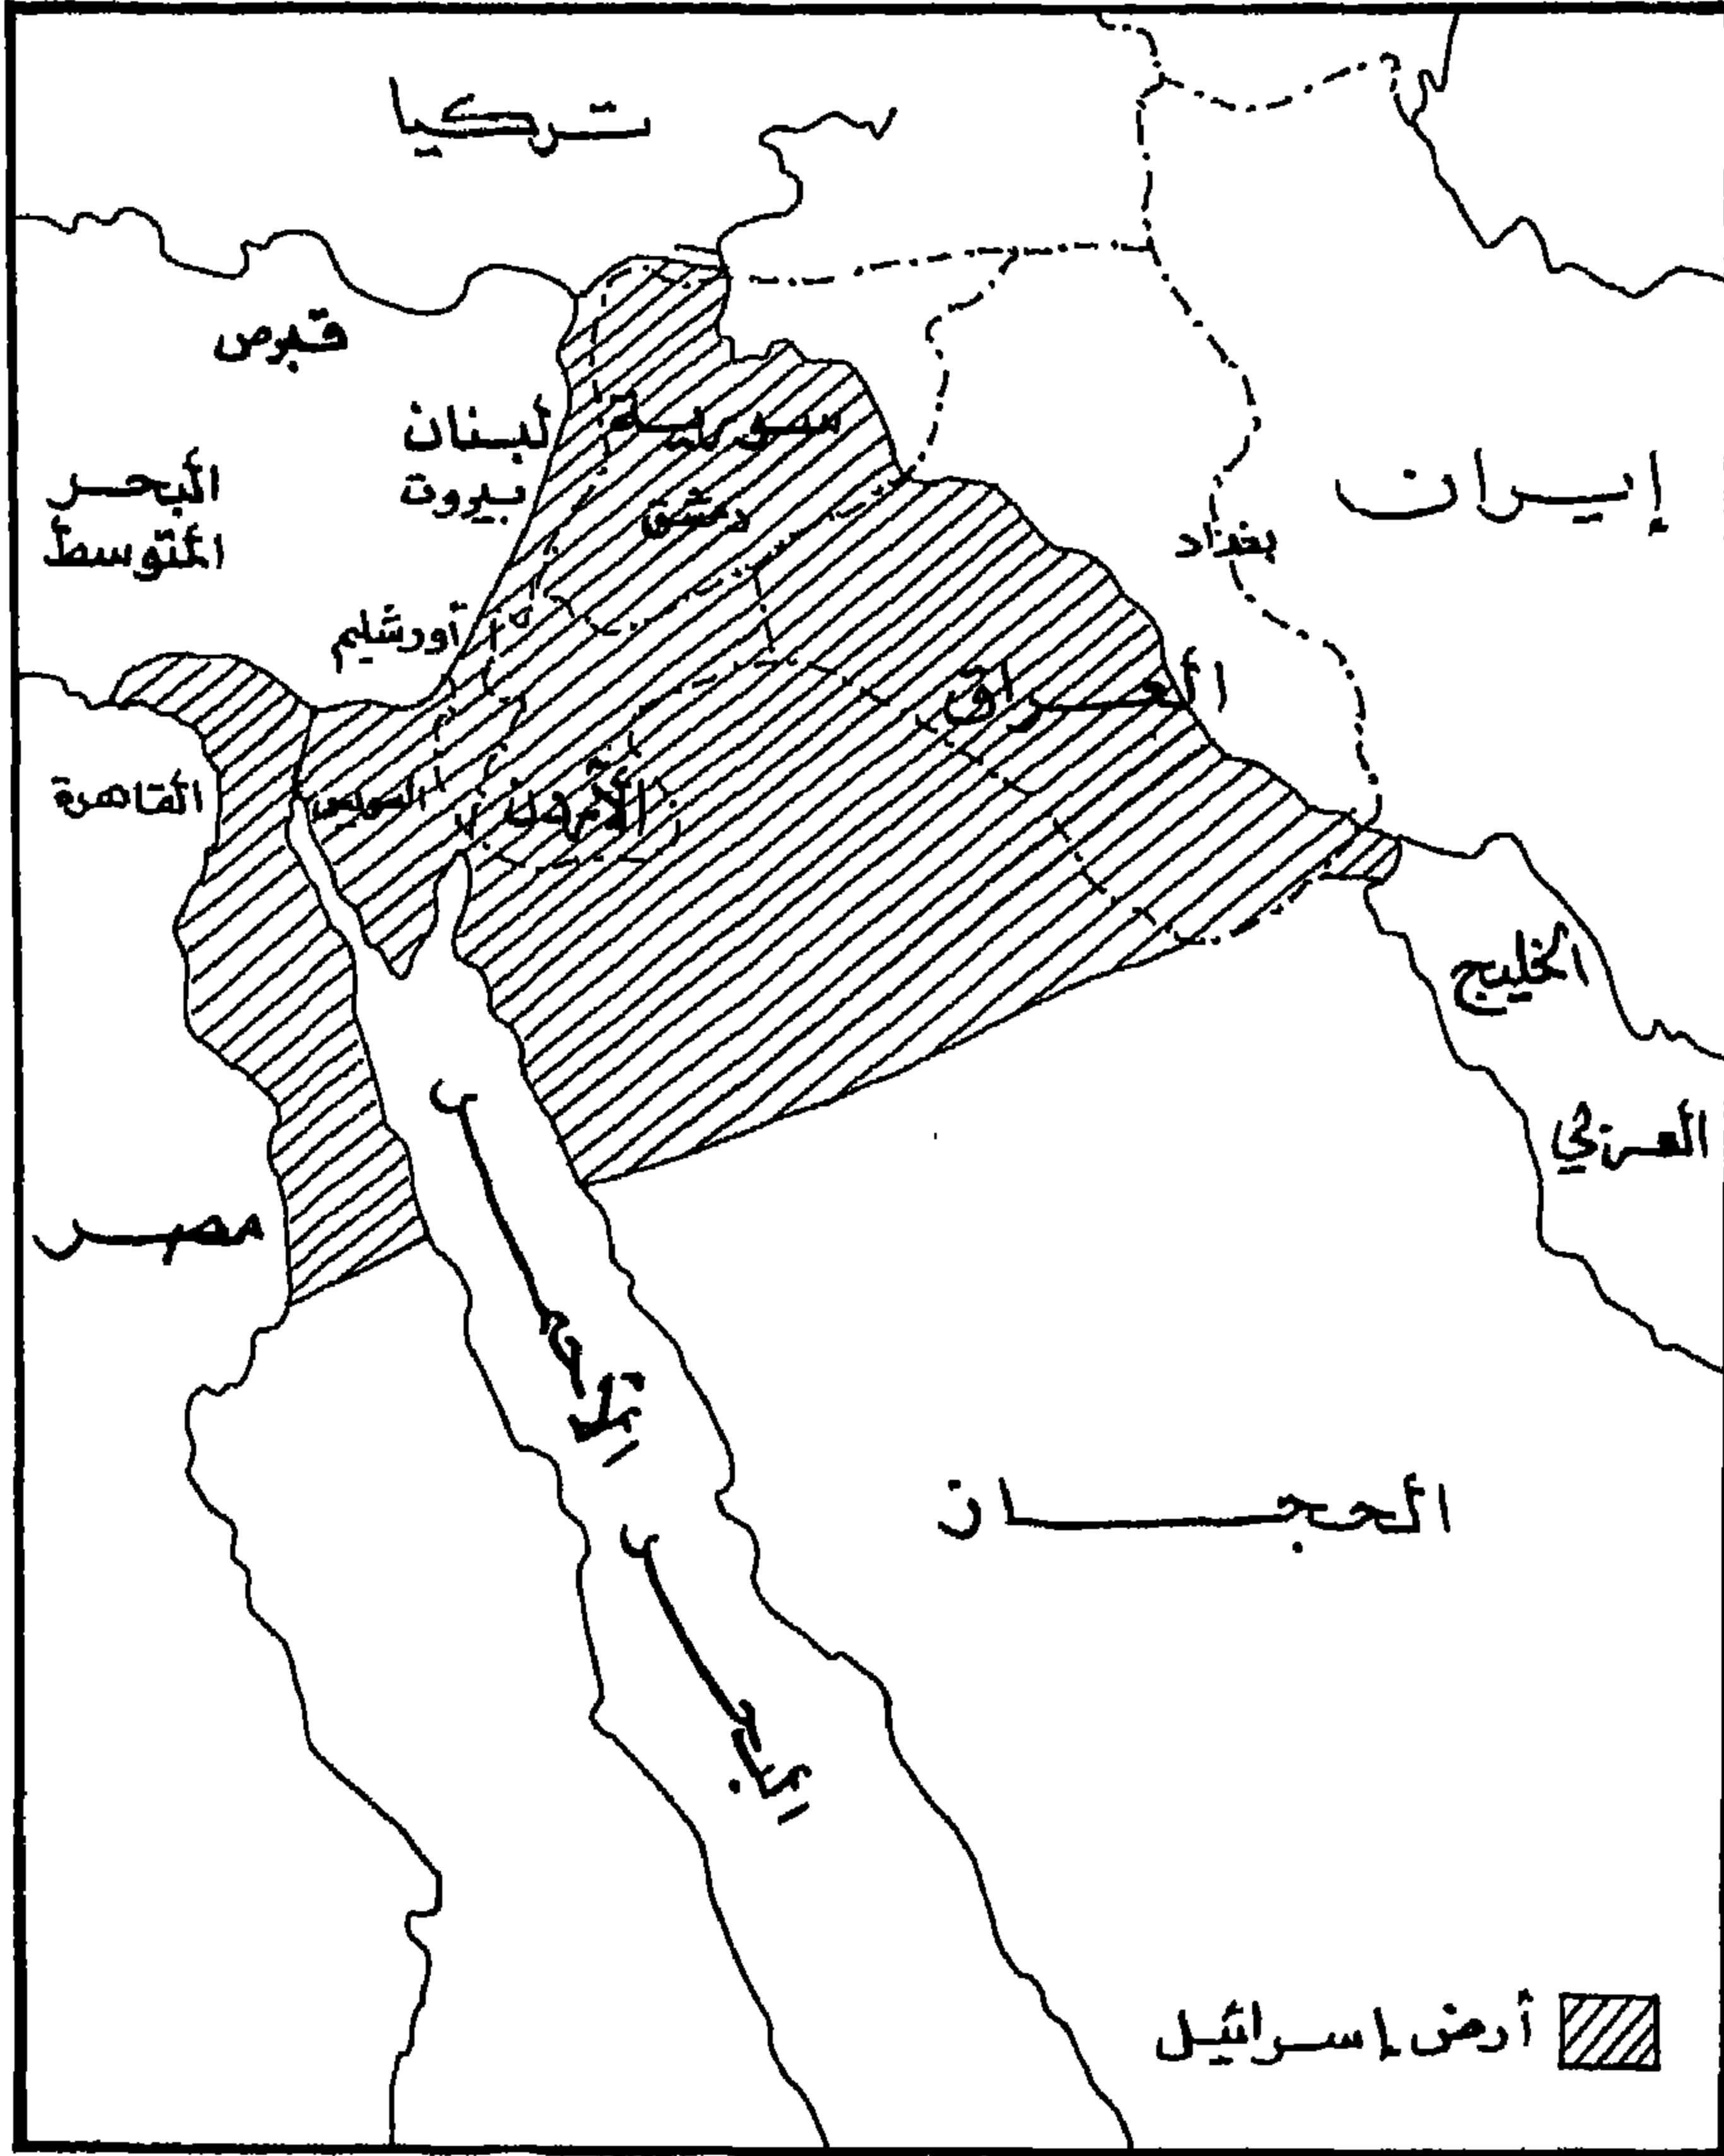 تركيا
قبرص
لبنان
سوريا
البحر
المتوسط
بيروت
دمشق
إيران
بغداد
أورشليم
العراق
القاهرة
السويس
الأردن
الخليج
العربي
مصر
البحر
الأحمر
الحجاز
أرض إسرائيل